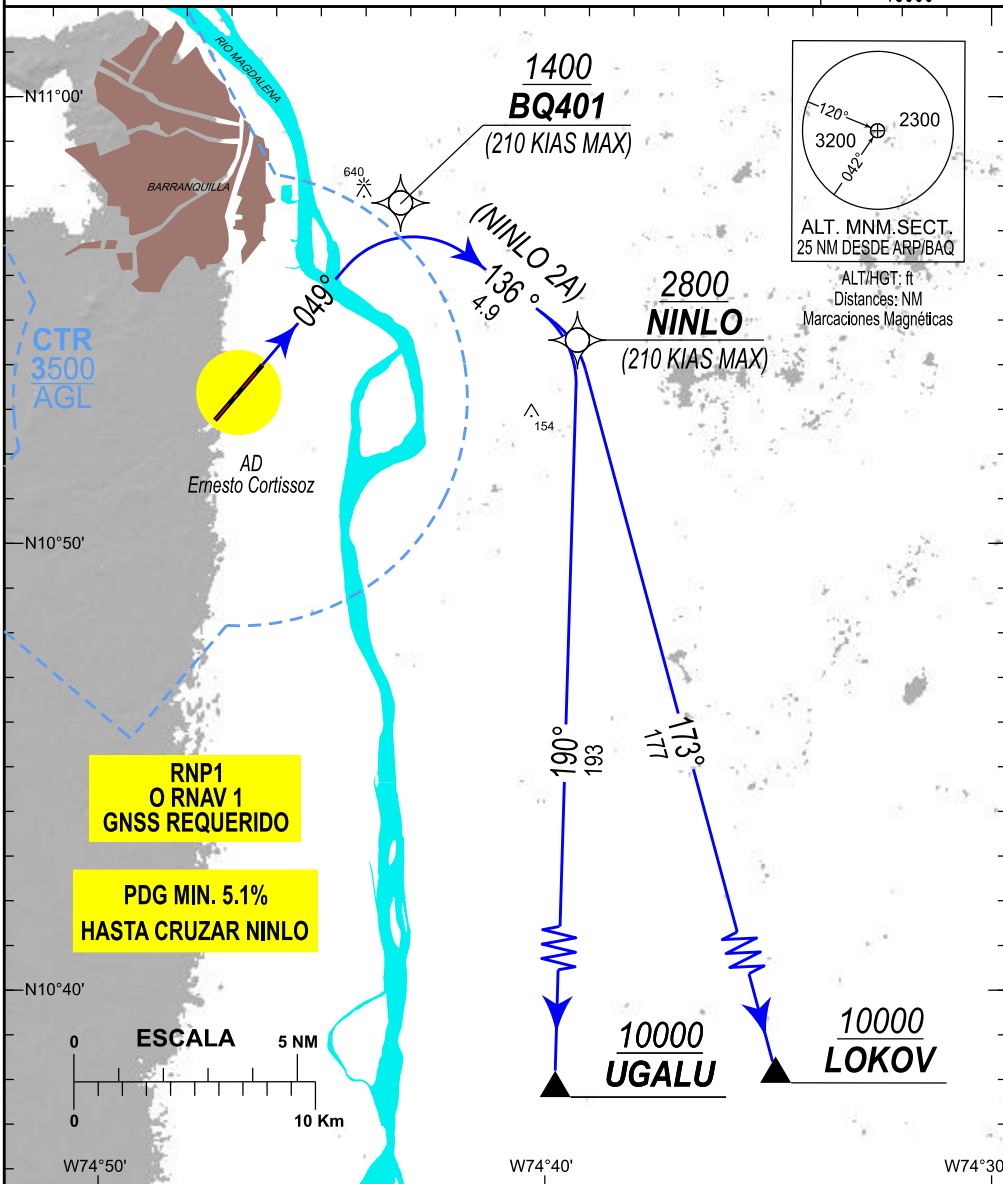 RIO MAGDALENA
N11°00'
BARRANQUILLA
640
1400
BQ401
(210 KIAS MAX)
120°
3200
2300
042°
ALT. MNM.SECT.
25 NM DESDE ARP/BAQ
ALT/HGT: ft
Distances: NM
Marcaciones Magnéticas
(NINLO 2A)
136°
4.9
049°
2800
NINLO
(210 KIAS MAX)
CTR
3500
AGL
154
AD
Ernesto Cortissoz
N10°50'
190°
193
173°
177
RNP1
O RNAV 1
GNSS REQUERIDO
PDG MIN. 5.1%
HASTA CRUZAR NINLO
N10°40'
ESCALA
0
5 NM
0
10 Km
10000
UGALU
10000
LOKOV
W74°50'
W74°40'
W74°30